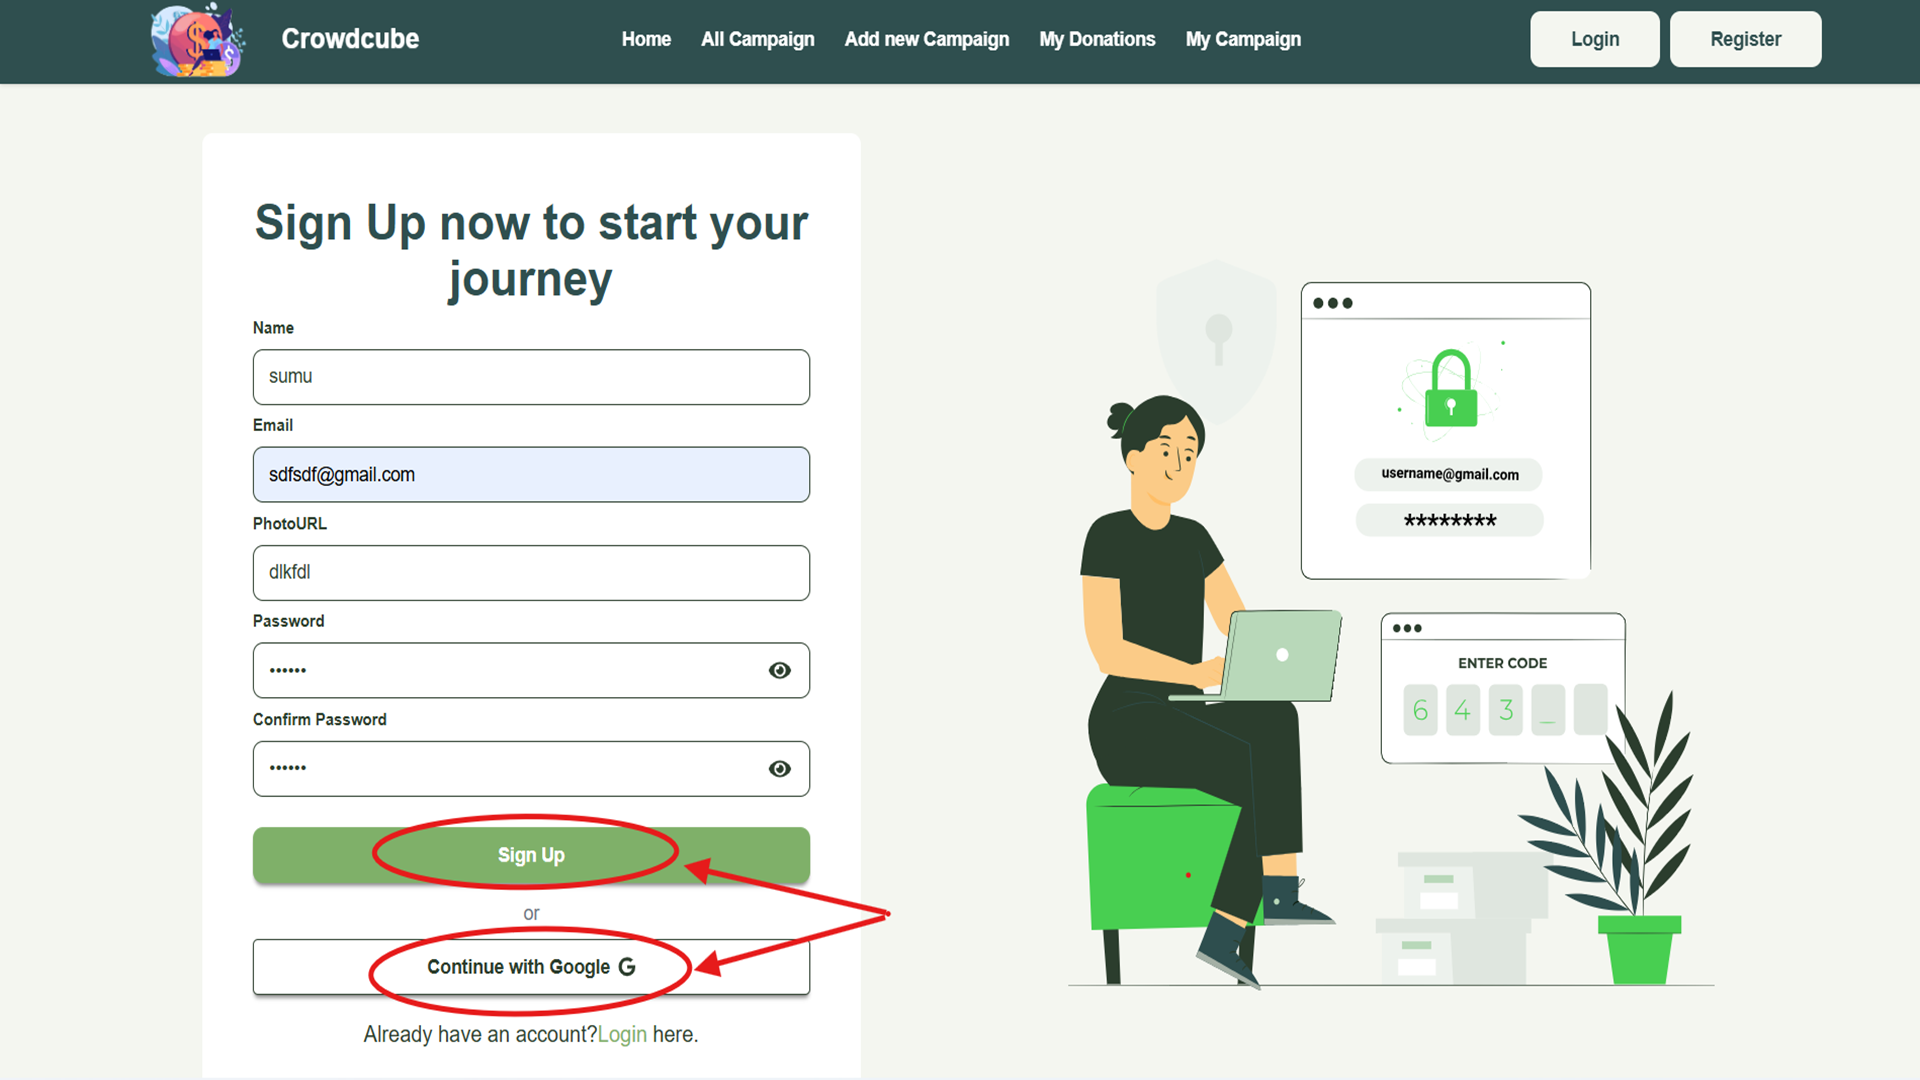 Crowdcube
Home All Campaign Add new Campaign My Donations My Campaign
Login Register
Sign Up now to start your
journey
Name
sumu
Email
sdfsdf@gmail.com
PhotoURL
dlkfdl
Password
••••••
Confirm Password
••••••
Sign Up
or
Continue with Google G
Already have an account?Login here.
username@gmail.com
********
ENTER CODE
6 4 3 _